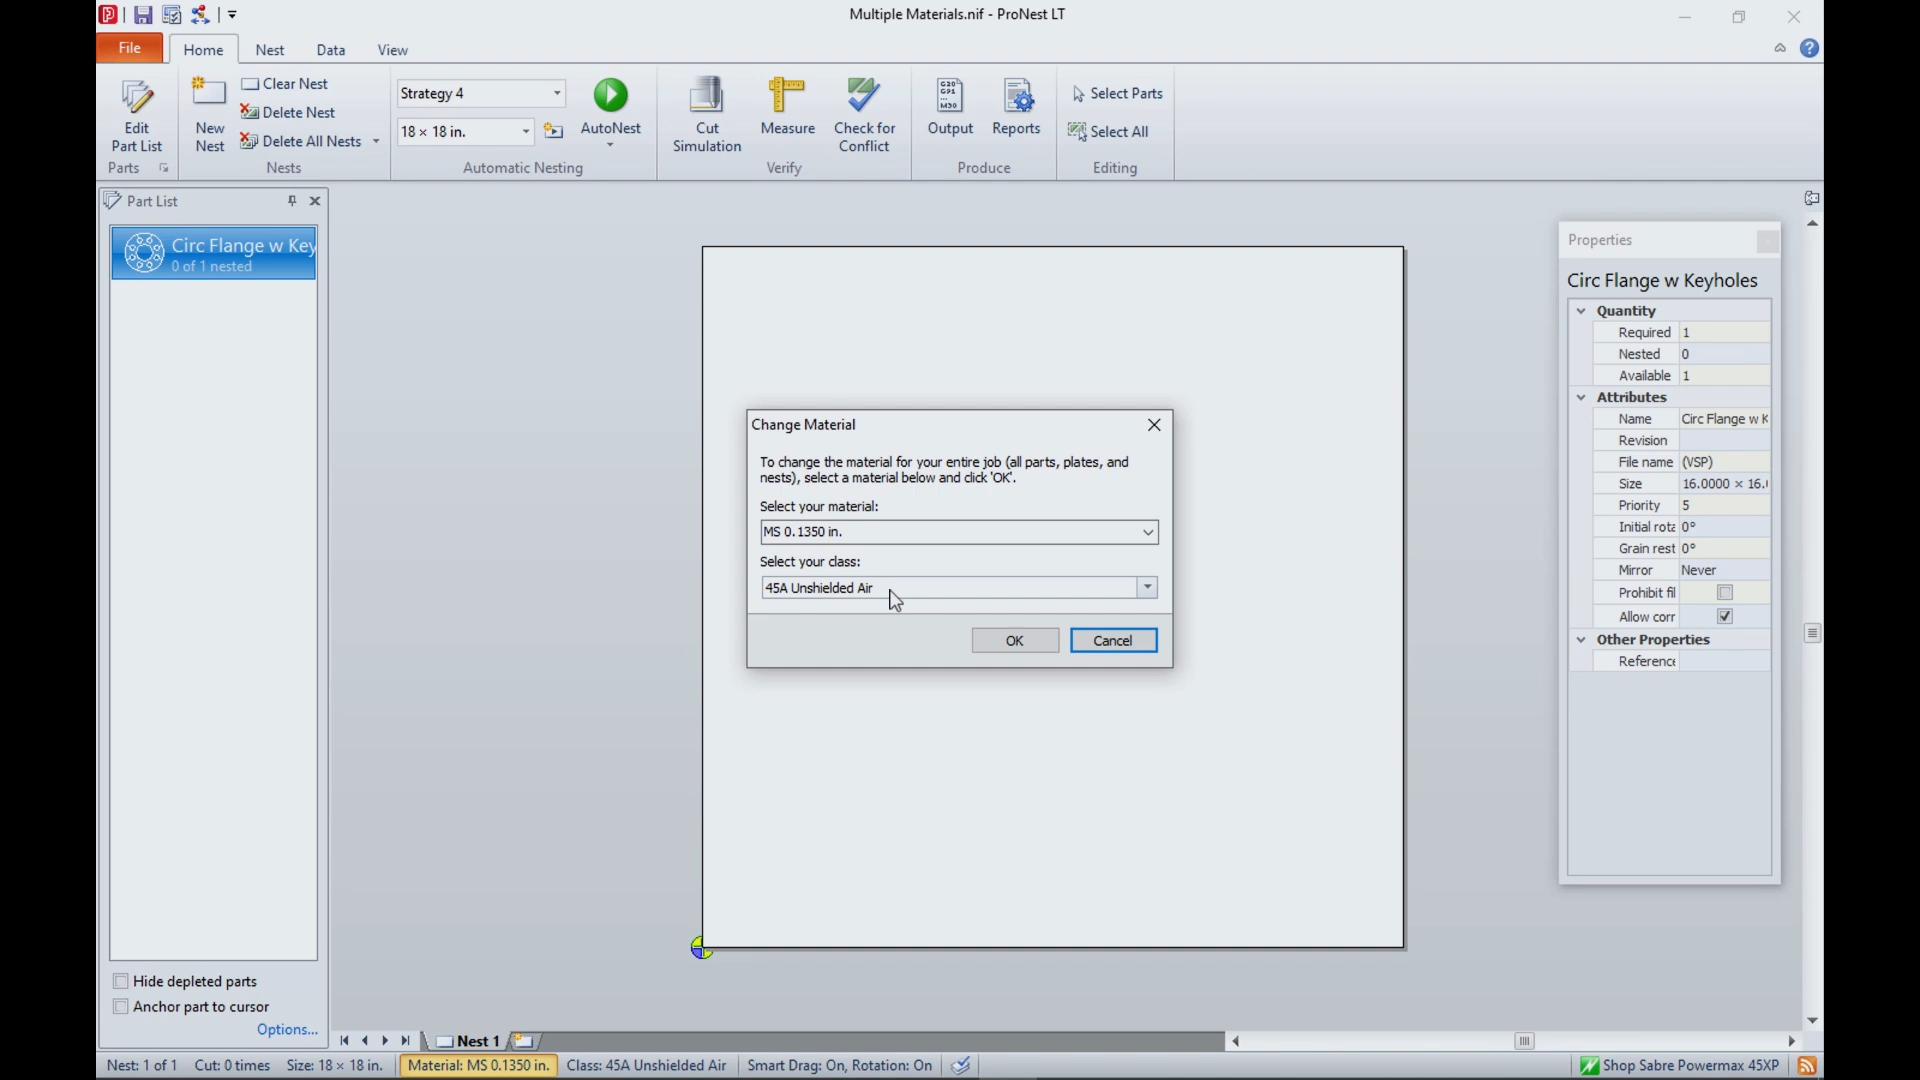 Multiple Materials.nif - ProNest LT
File
Home
Nest
Data
View
Edit
Part List
Parts
New
Nest
Clear Nest
Delete Nest
Delete All Nests
Nests
Strategy 4
18 × 18 in.
AutoNest
Automatic Nesting
Cut
Simulation
Measure
Check for
Conflict
Verify
Output
Reports
Produce
Select Parts
Select All
Editing
Part List
Circ Flange w Key
0 of 1 nested
Hide depleted parts
Anchor part to cursor
Options...
Change Material
To change the material for your entire job (all parts, plates, and
nests), select a material below and click 'OK'.
Select your material:
MS 0.1350 in.
Select your class:
45A Unshielded Air
OK
Cancel
Properties
Circ Flange w Keyholes
Quantity
Required 1
Nested 0
Available 1
Attributes
Name Circ Flange w K
Revision
File name (VSP)
Size 16.0000 × 16.
Priority 5
Initial rota 0°
Grain rest 0°
Mirror Never
Prohibit fil
Allow corr
Other Properties
Reference
Nest 1
Nest: 1 of 1
Cut: 0 times
Size: 18 × 18 in.
Material: MS 0.1350 in.
Class: 45A Unshielded Air
Smart Drag: On, Rotation: On
Shop Sabre Powermax 45XP